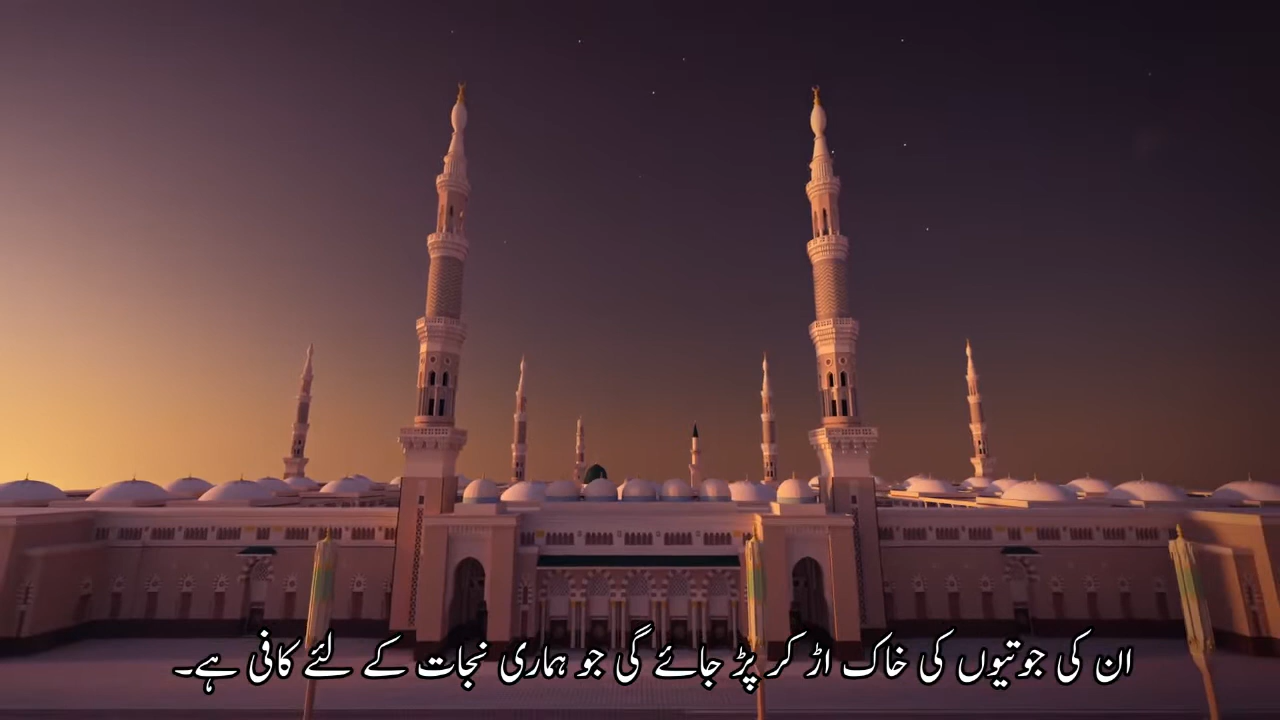 ان کی جوتیوں کی خاک اڑ کر پڑ جائے گی جو ہماری نجات کے لئے کافی ہے۔